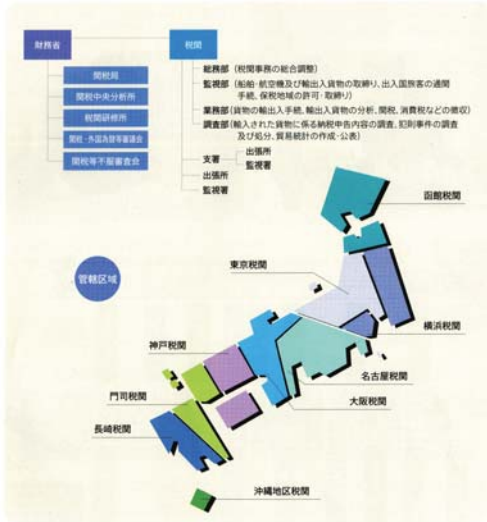 財務省
税関
関税局
関税中央分析所
税関研修所
関税・外国為替等審議会
関税等不服審査会
総務部(税関事務の総合調整)
監視部(船舶・航空機及び輸出入貨物の取締り、出入国旅客の通関
手続、保税地域の許可・取締り)
業務部(貨物の輸出入手続、輸出入貨物の分析、関税、消費税などの徴収)
調査部(輸入された貨物に係る納税申告内容の調査、犯則事件の調査
及び処分、貿易統計の作成・公表)
支署
出張所
監視署
出張所
監視署
管轄区域
函館税関
東京税関
横浜税関
神戸税関
名古屋税関
門司税関
大阪税関
長崎税関
沖縄地区税関